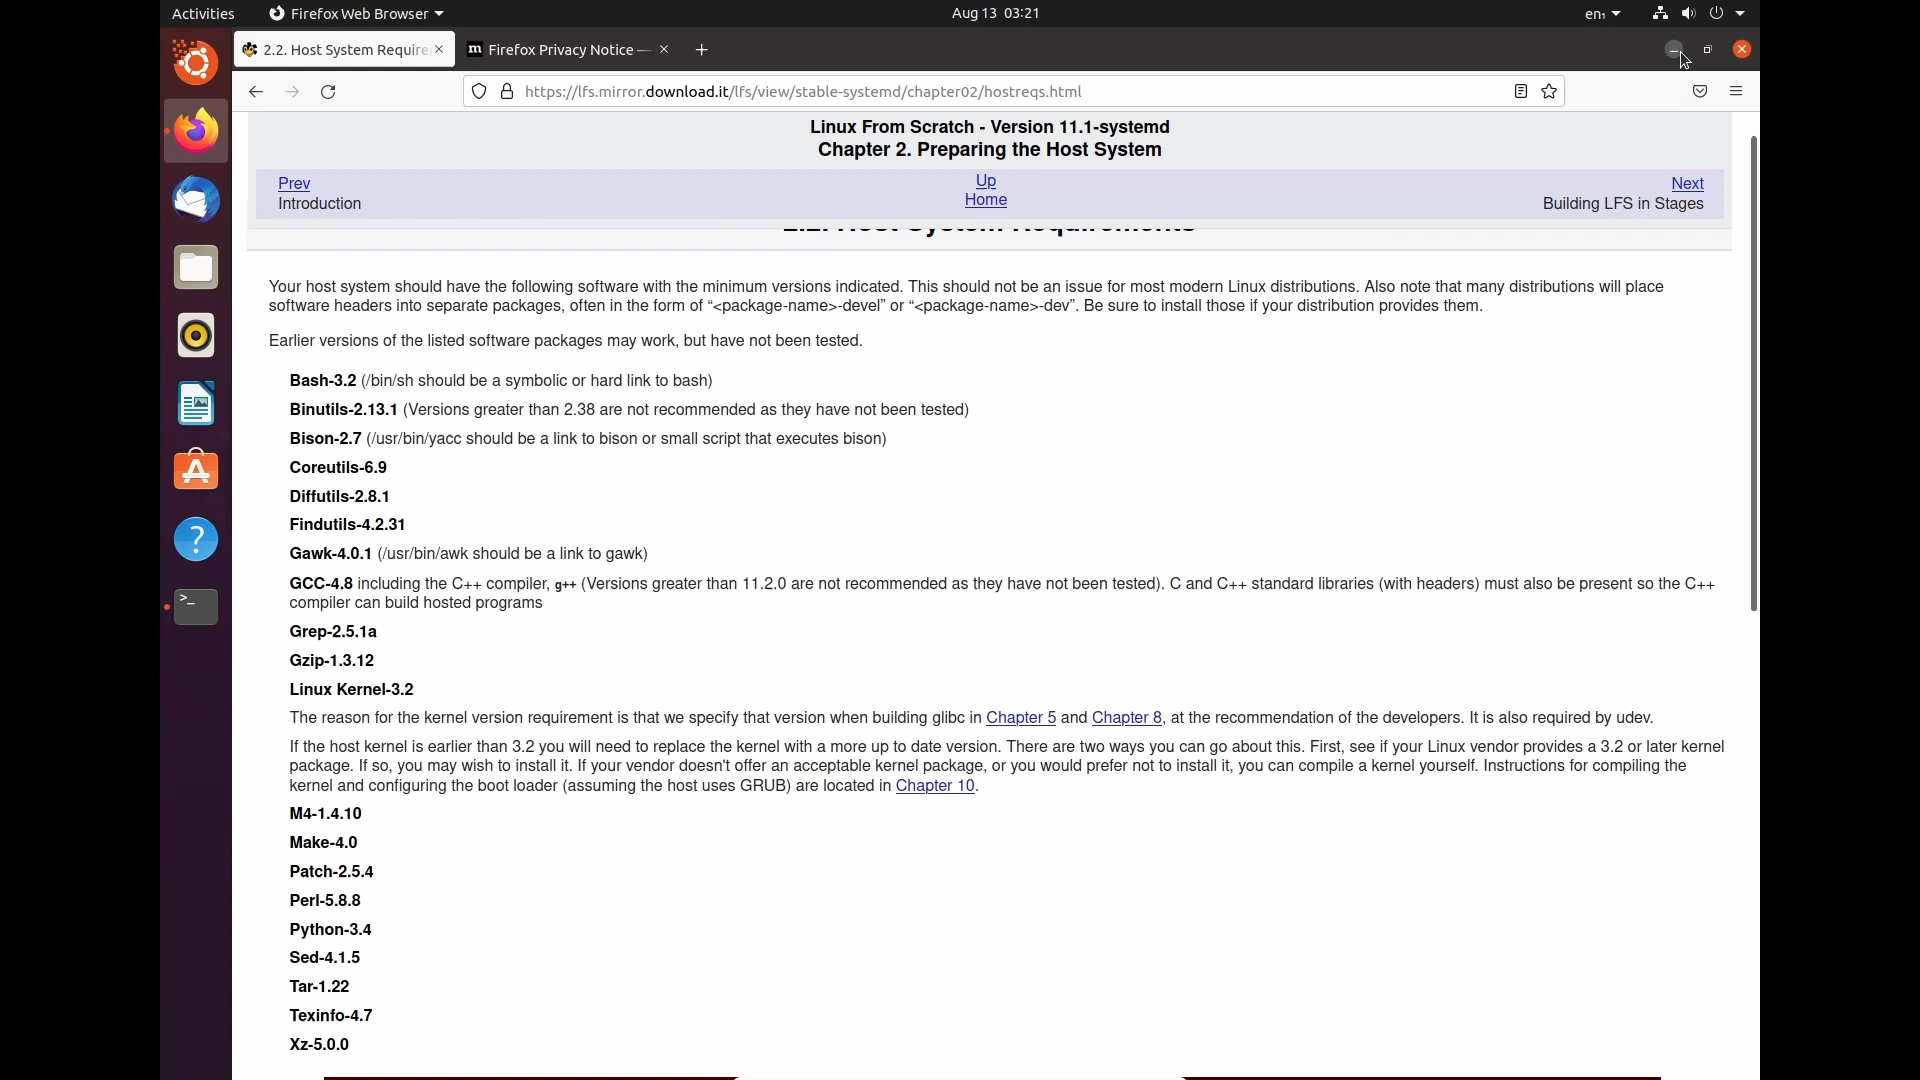 Activities
Firefox Web Browser
Aug 13 03:21
en₁
2.2. Host System Require
Firefox Privacy Notice —
https://lfs.mirror.download.it/lfs/view/stable-systemd/chapter02/hostreqs.html
Linux From Scratch - Version 11.1-systemd
Chapter 2. Preparing the Host System
Prev
Up
Next
Introduction
Home
Building LFS in Stages
2.2. Host System Requirements
Your host system should have the following software with the minimum versions indicated. This should not be an issue for most modern Linux distributions. Also note that many distributions will place
software headers into separate packages, often in the form of “<package-name>-devel” or “<package-name>-dev”. Be sure to install those if your distribution provides them.
Earlier versions of the listed software packages may work, but have not been tested.
Bash-3.2 (/bin/sh should be a symbolic or hard link to bash)
Binutils-2.13.1 (Versions greater than 2.38 are not recommended as they have not been tested)
Bison-2.7 (/usr/bin/yacc should be a link to bison or small script that executes bison)
Coreutils-6.9
Diffutils-2.8.1
Findutils-4.2.31
Gawk-4.0.1 (/usr/bin/awk should be a link to gawk)
GCC-4.8 including the C++ compiler, g++ (Versions greater than 11.2.0 are not recommended as they have not been tested). C and C++ standard libraries (with headers) must also be present so the C++
compiler can build hosted programs
Grep-2.5.1a
Gzip-1.3.12
Linux Kernel-3.2
The reason for the kernel version requirement is that we specify that version when building glibc in Chapter 5 and Chapter 8, at the recommendation of the developers. It is also required by udev.
If the host kernel is earlier than 3.2 you will need to replace the kernel with a more up to date version. There are two ways you can go about this. First, see if your Linux vendor provides a 3.2 or later kernel
package. If so, you may wish to install it. If your vendor doesn't offer an acceptable kernel package, or you would prefer not to install it, you can compile a kernel yourself. Instructions for compiling the
kernel and configuring the boot loader (assuming the host uses GRUB) are located in Chapter 10.
M4-1.4.10
Make-4.0
Patch-2.5.4
Perl-5.8.8
Python-3.4
Sed-4.1.5
Tar-1.22
Texinfo-4.7
Xz-5.0.0